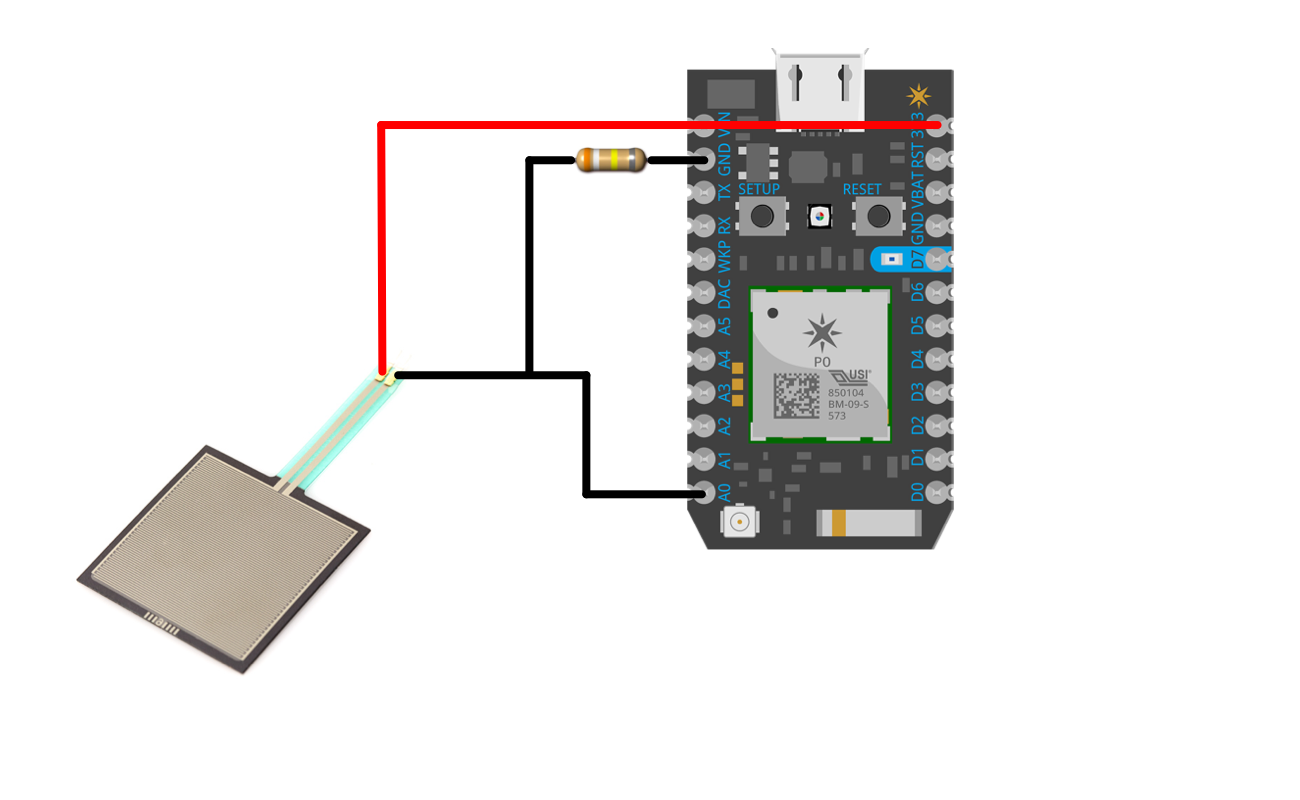 VIN
3V3
GND
RST
TX
SETUP
RESET
VBAT
RX
GND
WKP
D7
DAC
D6
A5
D5
A4
P0
D4
USI
A3
850104
BM-09-S
573
D3
A2
D2
A1
D1
A0
D0